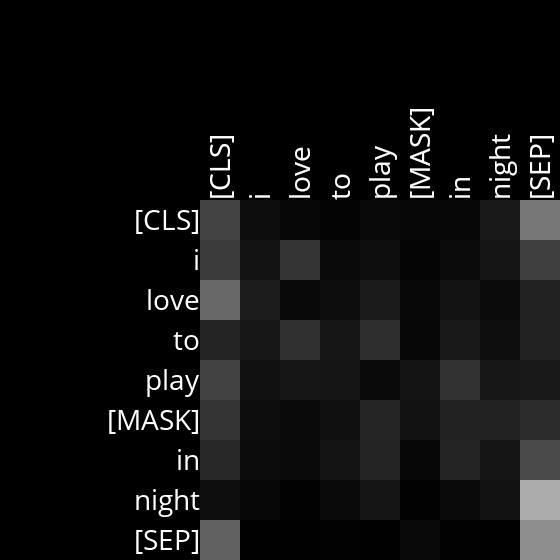 [CLS] i love to play [MASK] in night [SEP]
[CLS]
i
love
to
play
[MASK]
in
night
[SEP]